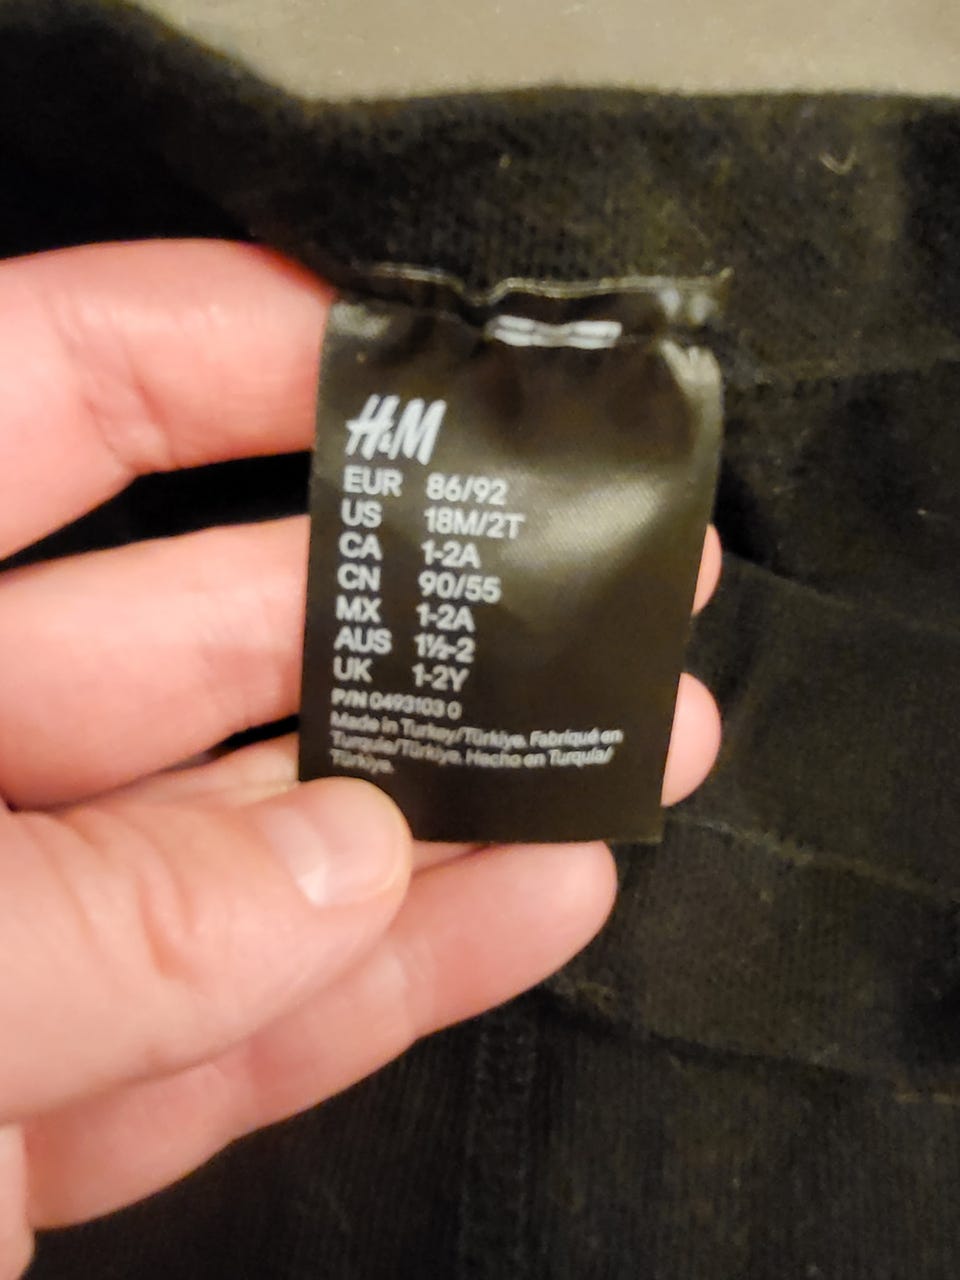 H&M
EUR 86/92
US 18M/2T
CA 1-2A
CN 90/55
MX 1-2A
AUS 1½-2
UK 1-2Y
P/N 0493103 0
Made in Turkey/Türkiye. Fabriqué en
Turquie/Türkiye. Hecho en Turquía/
Türkiye.